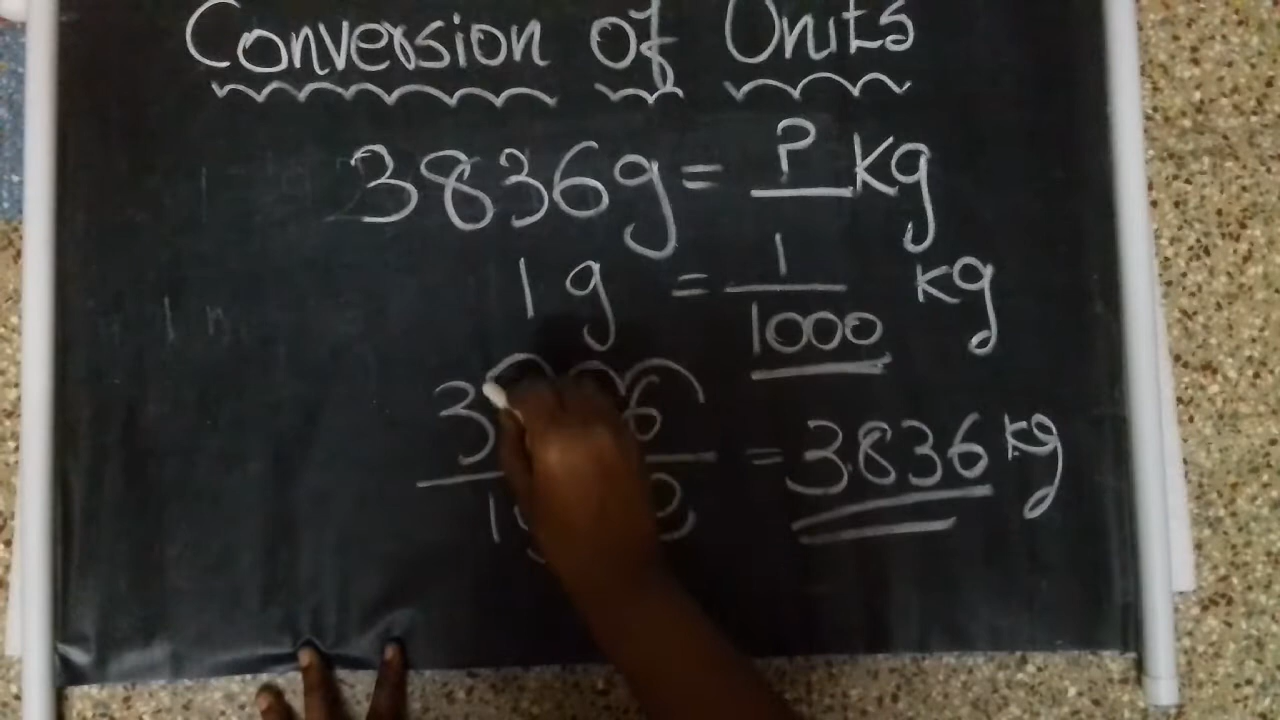 Conversion of Units
3836g = ? Kg
1 g = 1/1000 kg
= 3.836 kg